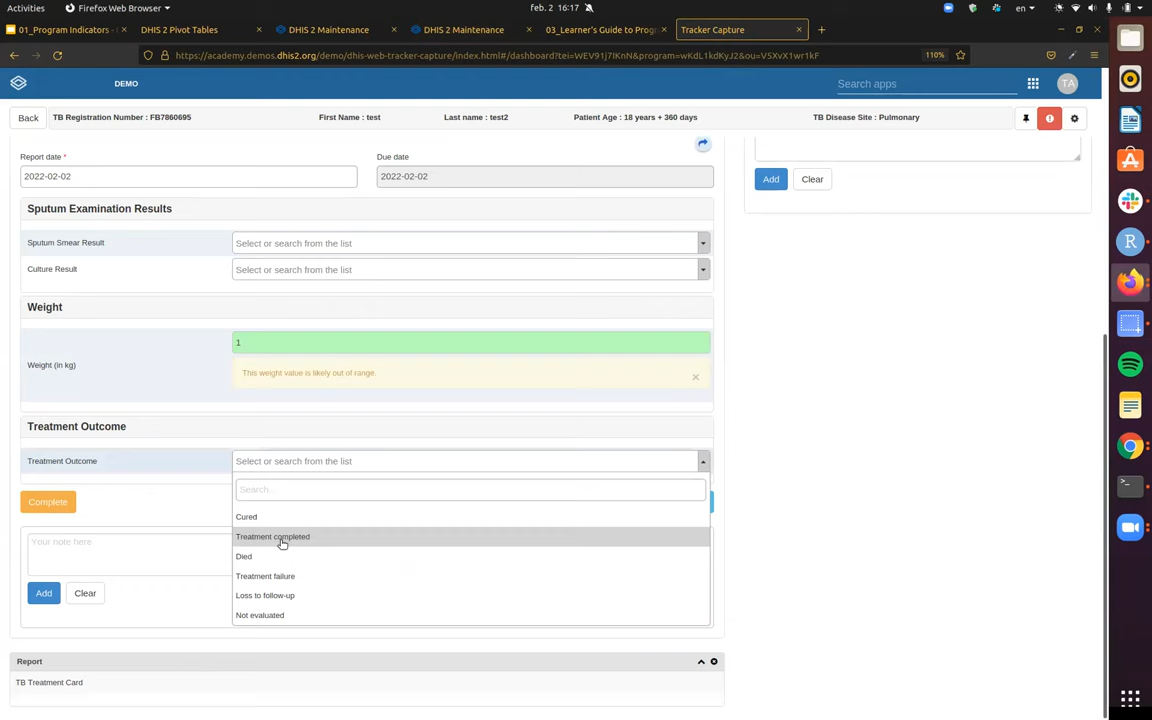 Activities
Firefox Web Browser
feb. 2 16:17
en
01_Program Indicators -
DHIS 2 Pivot Tables
DHIS 2 Maintenance
DHIS 2 Maintenance
03_Learner's Guide to Prog
Tracker Capture
https://academy.demos.dhis2.org/demo/dhis-web-tracker-capture/index.html#/dashboard?tei=WEV91j7IKnN&program=wKdL1kdKyJ2&ou=VSXvX1wr1kF
110%
DEMO
Search apps
TA
Back
TB Registration Number : FB7860695
First Name : test
Last name : test2
Patient Age : 18 years + 360 days
TB Disease Site : Pulmonary
Report date *
Due date
2022-02-02
2022-02-02
Add
Clear
Sputum Examination Results
Sputum Smear Result
Select or search from the list
Culture Result
Select or search from the list
Weight
1
Weight (in kg)
This weight value is likely out of range.
Treatment Outcome
Treatment Outcome
Select or search from the list
Search...
Complete
Cured
Treatment completed
Your note here
Died
Treatment failure
Add
Clear
Loss to follow-up
Not evaluated
Report
TB Treatment Card